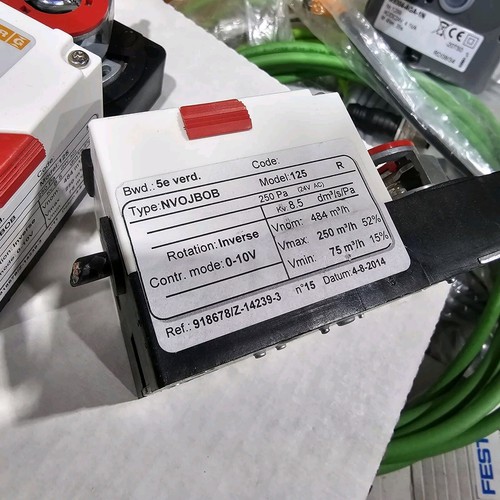 Bwd.: 5e verd.
Code:
Type: NVOJBOB
Model: 125
R
250 Pa (24V AC)
Kv. 8.5 dm³/s/Pa
Rotation: Inverse
Vnom: 484 m³/h
Contr. mode: 0-10V
Vmax: 250 m³/h 52%
Vmin: 75 m³/h 15%
Ref.: 918678/Z-14239-3
n°15
Datum: 4-8-2014
FEST